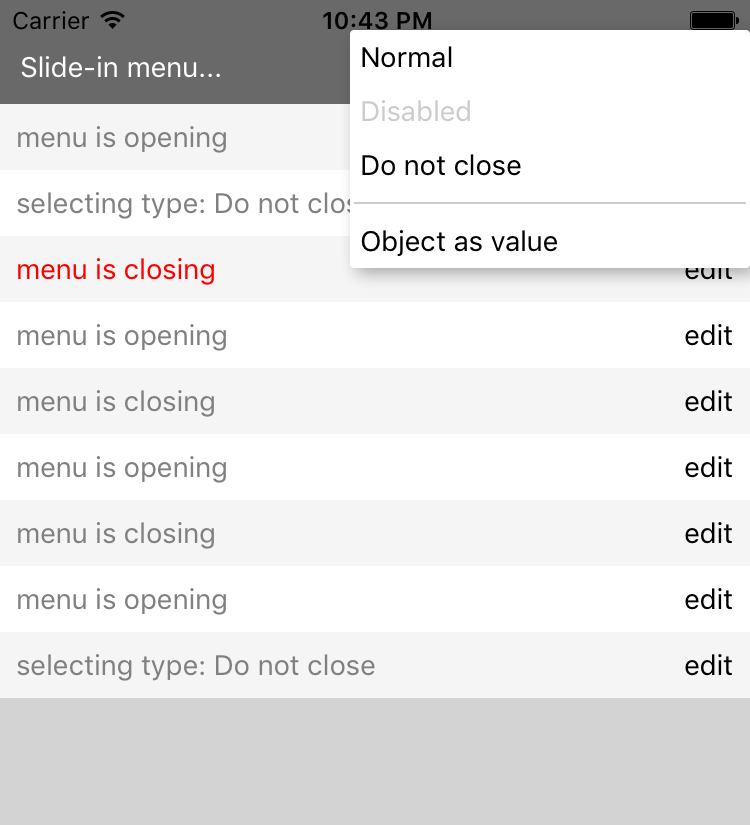 Carrier 10:43 PM
Slide-in menu...
Normal
Disabled
Do not close
Object as value
menu is opening
selecting type: Do not clos
menu is closing edit
menu is opening edit
menu is closing edit
menu is opening edit
menu is closing edit
menu is opening edit
selecting type: Do not close edit